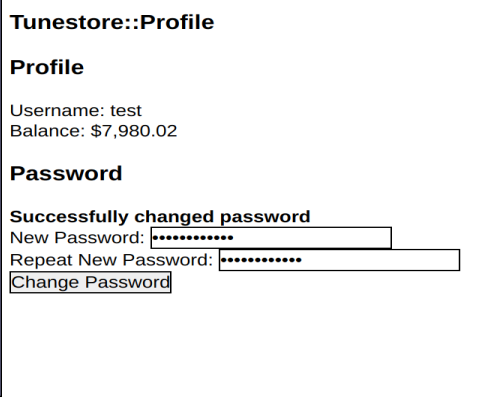 Tunestore::Profile
Profile
Username: test
Balance: $7,980.02
Password
Successfully changed password
New Password: ••••••••••••
Repeat New Password: ••••••••••••
Change Password